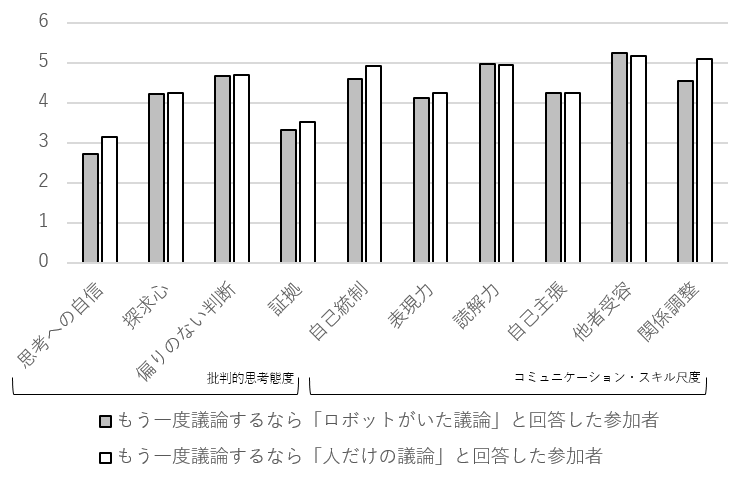 6
5
4
3
2
1
0
思考への自信
探求心
偏りのない判断
証拠
自己統制
表現力
読解力
自己主張
他者受容
関係調整
批判的思考態度
コミュニケーション・スキル尺度
もう一度議論するなら「ロボットがいた議論」と回答した参加者
もう一度議論するなら「人だけの議論」と回答した参加者